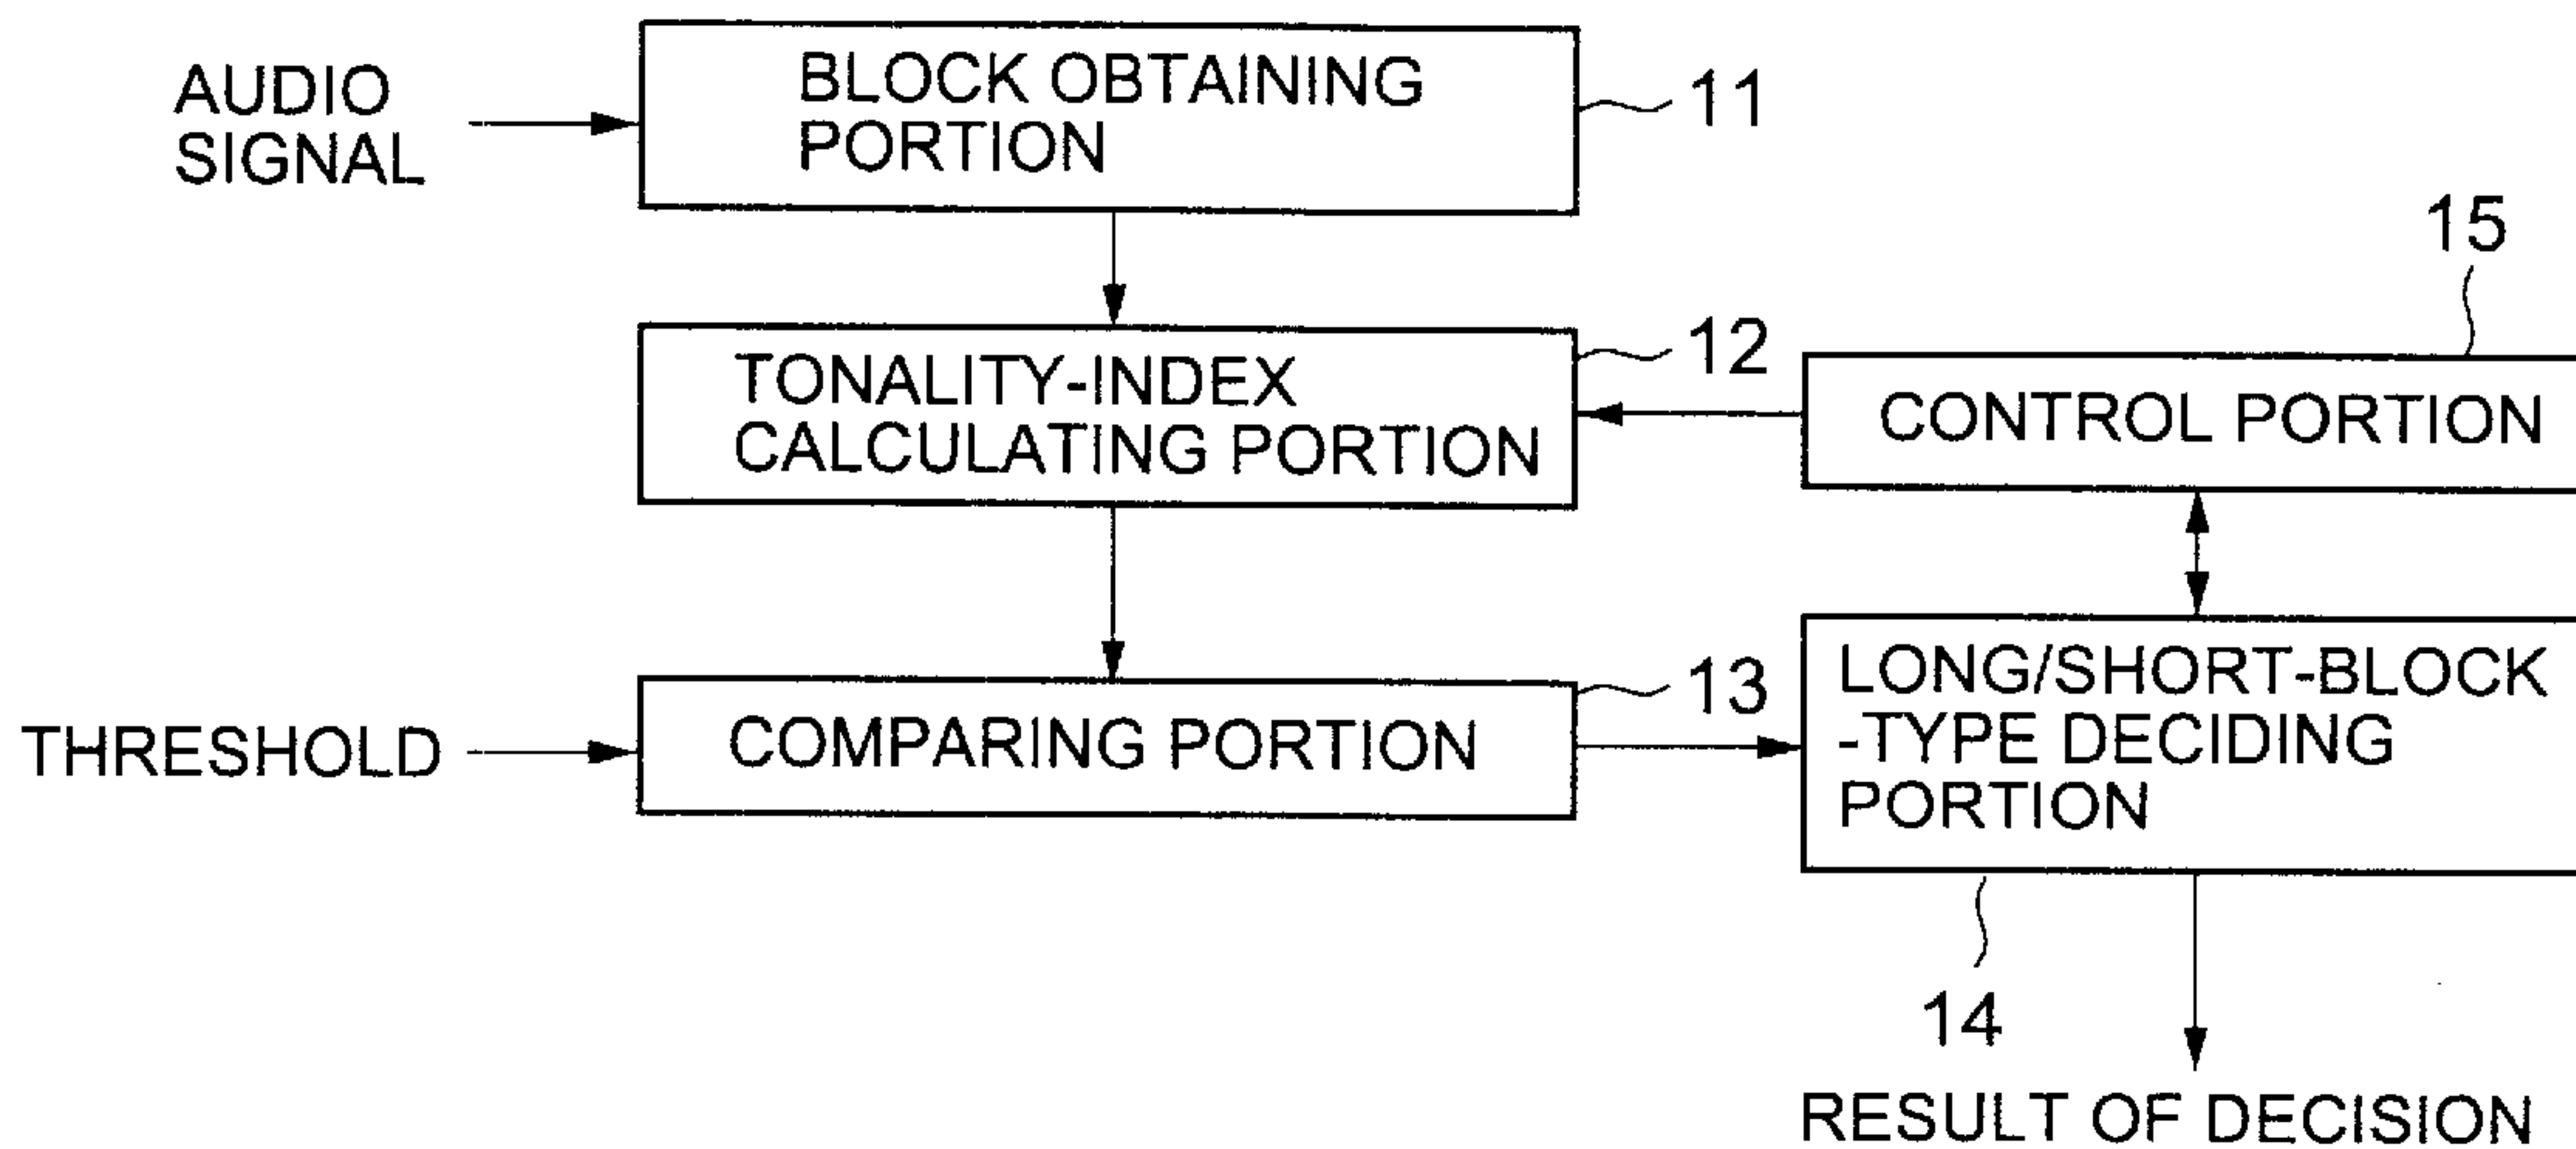 AUDIO
SIGNAL
BLOCK OBTAINING
PORTION
11
TONALITY-INDEX
CALCULATING PORTION
12
15
CONTROL PORTION
THRESHOLD
COMPARING PORTION
13
LONG/SHORT-BLOCK
-TYPE DECIDING
PORTION
14
RESULT OF DECISION